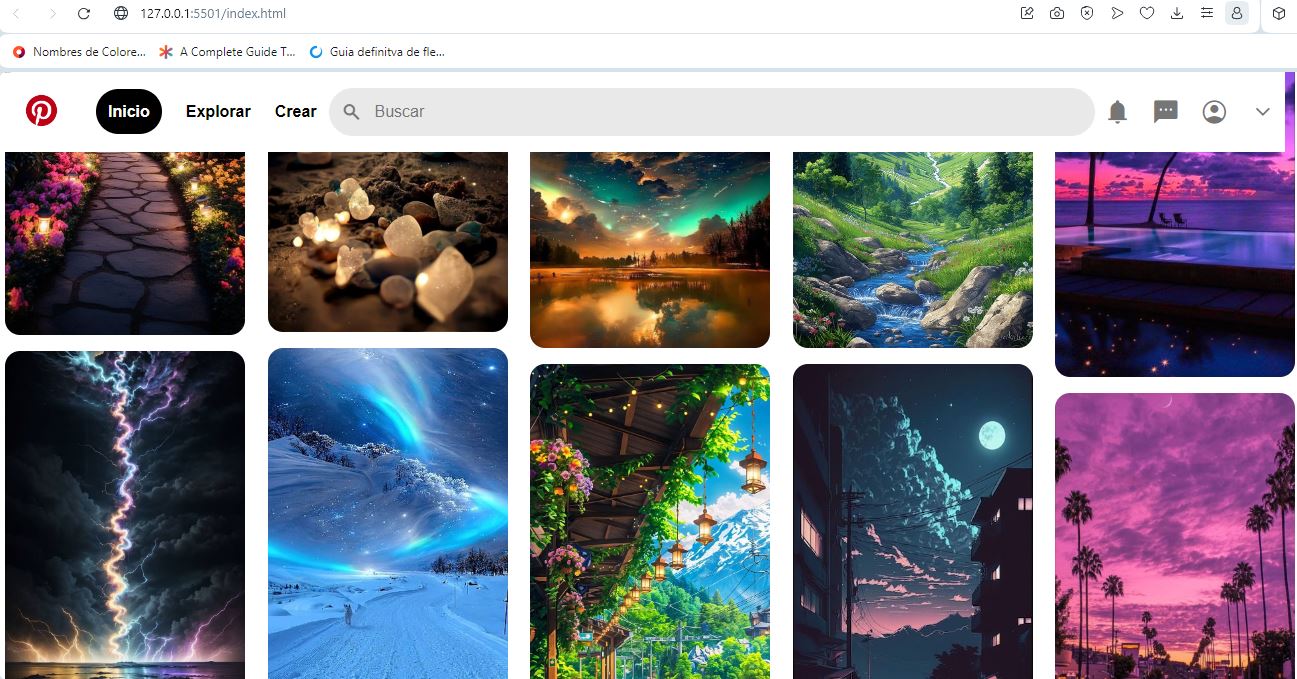 127.0.0.1:5501/index.html
Nombres de Colore... A Complete Guide T... Guia definitva de fle...
Inicio Explorar Crear Buscar